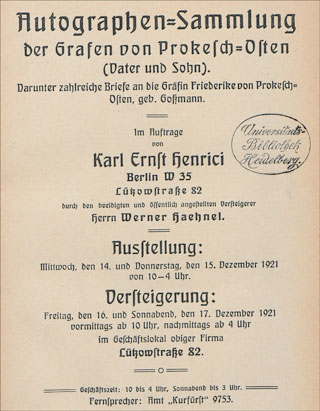 Autographen=Sammlung
der Grafen von Prokesch=Osten
(Vater und Sohn).
Darunter zahlreiche Briefe an die Gräfin Friederike von Prokesch=
Osten, geb. Goßmann.
Im Auftrage
von
Karl Ernst Henrici
Berlin W 35
Lützowstraße 82
durch den beeidigten und öffentlich angestellten Versteigerer
Herrn Werner Haehnel.
Universitäts-
Bibliothek
Heidelberg.
Ausstellung:
Mittwoch, den 14. und Donnerstag, den 15. Dezember 1921
von 10—4 Uhr.
Versteigerung:
Freitag, den 16. und Sonnabend, den 17. Dezember 1921
vormittags ab 10 Uhr, nachmittags ab 4 Uhr
im Geschäftslokal obiger Firma
Lützowstraße 82.
Geschäftszeit: 10 bis 4 Uhr, Sonnabend bis 3 Uhr.
Fernsprecher: Amt „Kurfürst" 9753.